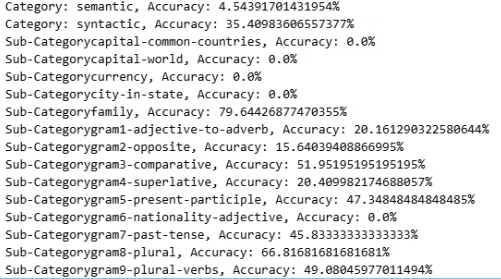 Category: semantic, Accuracy: 4.54391701431954%
Category: syntactic, Accuracy: 35.40983606557377%
Sub-Categorycapital-common-countries, Accuracy: 0.0%
Sub-Categorycapital-world, Accuracy: 0.0%
Sub-Categorycurrency, Accuracy: 0.0%
Sub-Categorycity-in-state, Accuracy: 0.0%
Sub-Categoryfamily, Accuracy: 79.64426877470355%
Sub-Categorygram1-adjective-to-adverb, Accuracy: 20.161290322580644%
Sub-Categorygram2-opposite, Accuracy: 15.64039408866995%
Sub-Categorygram3-comparative, Accuracy: 51.95195195195195%
Sub-Categorygram4-superlative, Accuracy: 20.409982174688057%
Sub-Categorygram5-present-participle, Accuracy: 47.34848484848485%
Sub-Categorygram6-nationality-adjective, Accuracy: 0.0%
Sub-Categorygram7-past-tense, Accuracy: 45.83333333333333%
Sub-Categorygram8-plural, Accuracy: 66.81681681681681%
Sub-Categorygram9-plural-verbs, Accuracy: 49.08045977011494%